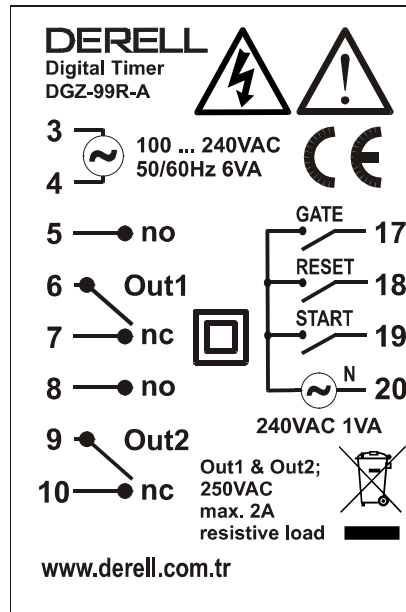 DERELL
Digital Timer
DGZ-99R-A
3
4
100 ... 240VAC
50/60Hz 6VA
CE
5 no
6 Out1
7 nc
8 no
9 Out2
10 nc
GATE 17
RESET 18
START 19
N 20
240VAC 1VA
Out1 & Out2;
250VAC
max. 2A
resistive load
www.derell.com.tr